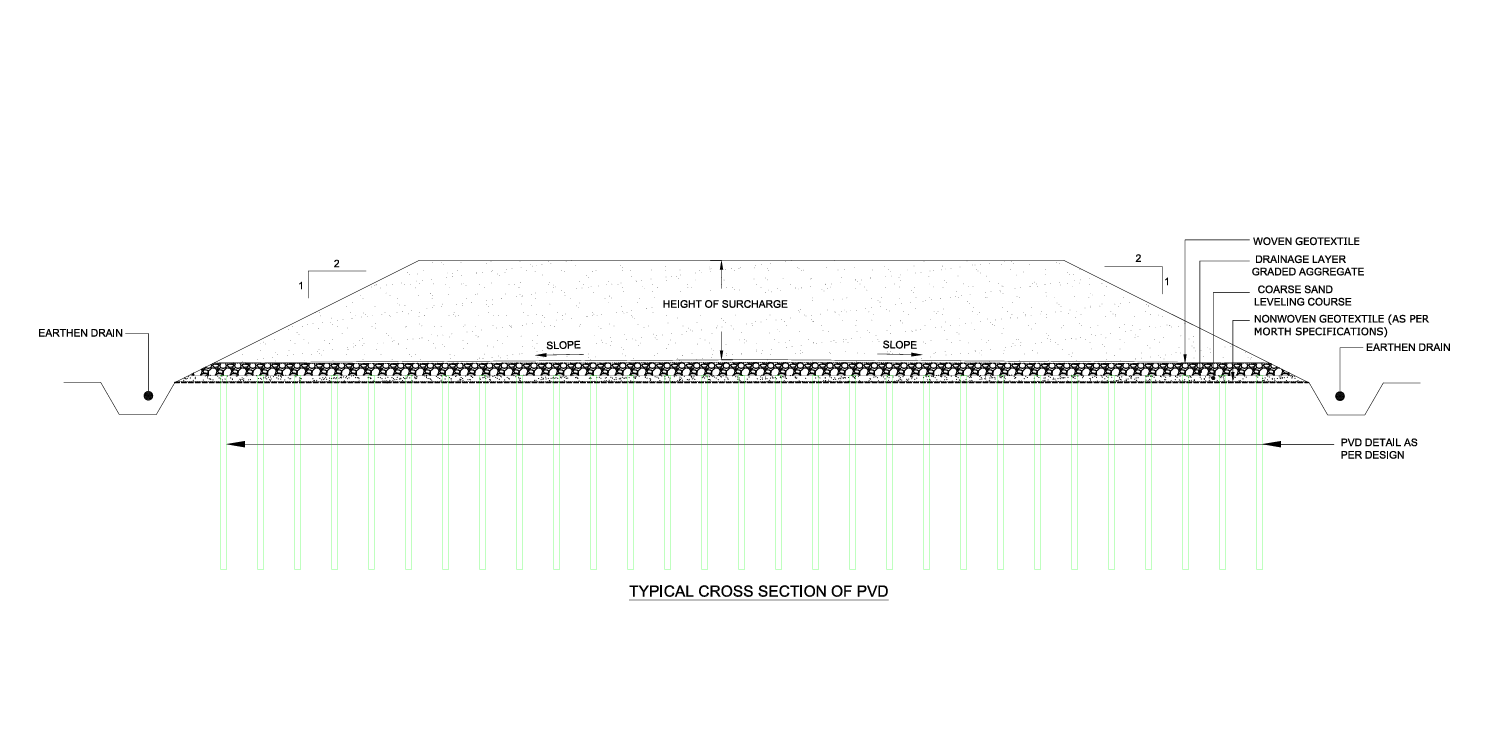 WOVEN GEOTEXTILE
DRAINAGE LAYER
GRADED AGGREGATE
COARSE SAND
LEVELING COURSE
NONWOVEN GEOTEXTILE (AS PER
MORTH SPECIFICATIONS)
EARTHEN DRAIN
2
1
2
1
HEIGHT OF SURCHARGE
EARTHEN DRAIN
SLOPE
SLOPE
PVD DETAIL AS
PER DESIGN
TYPICAL CROSS SECTION OF PVD